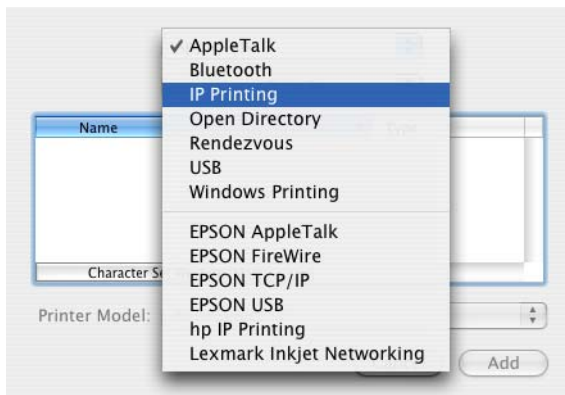 ✓ AppleTalk
Bluetooth
IP Printing
Open Directory
Rendezvous
USB
Windows Printing
EPSON AppleTalk
EPSON FireWire
EPSON TCP/IP
EPSON USB
hp IP Printing
Lexmark Inkjet Networking
Name
Character
Printer Model:
Add